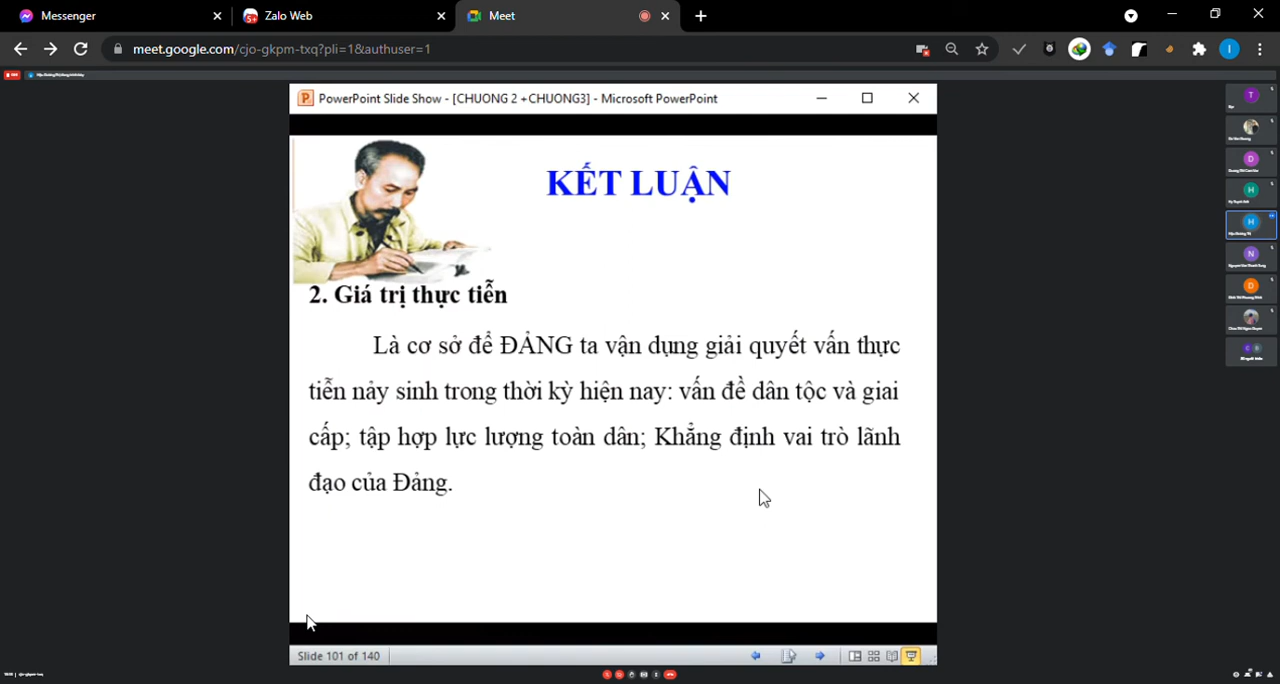 Messenger
Zalo Web
Meet
meet.google.com/cjo-gkpm-txq?pli=1&authuser=1
PowerPoint Slide Show - [CHUONG 2 +CHUONG3] - Microsoft PowerPoint
KẾT LUẬN
2. Giá trị thực tiễn
Là cơ sở để ĐẢNG ta vận dụng giải quyết vấn thực
tiễn nảy sinh trong thời kỳ hiện nay: vấn đề dân tộc và giai
cấp; tập hợp lực lượng toàn dân; Khẳng định vai trò lãnh
đạo của Đảng.
Slide 101 of 140
T
D
H
H
N
D
I